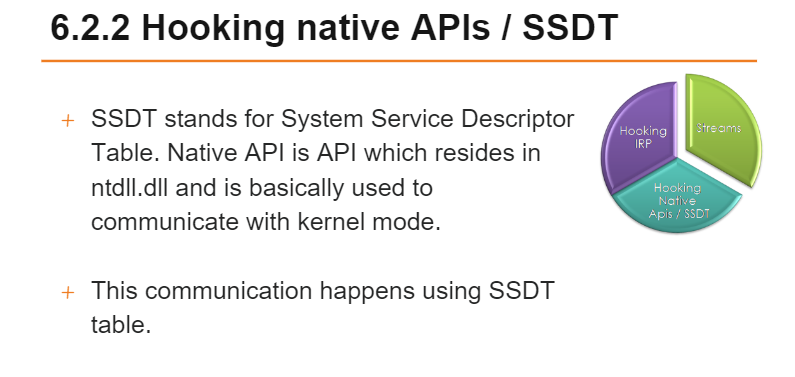 6.2.2 Hooking native APIs / SSDT
+ SSDT stands for System Service Descriptor
Table. Native API is API which resides in
ntdll.dll and is basically used to
communicate with kernel mode.
+ This communication happens using SSDT
table.
Hooking
IRP
Streams
Hooking
Native
Apis / SSDT